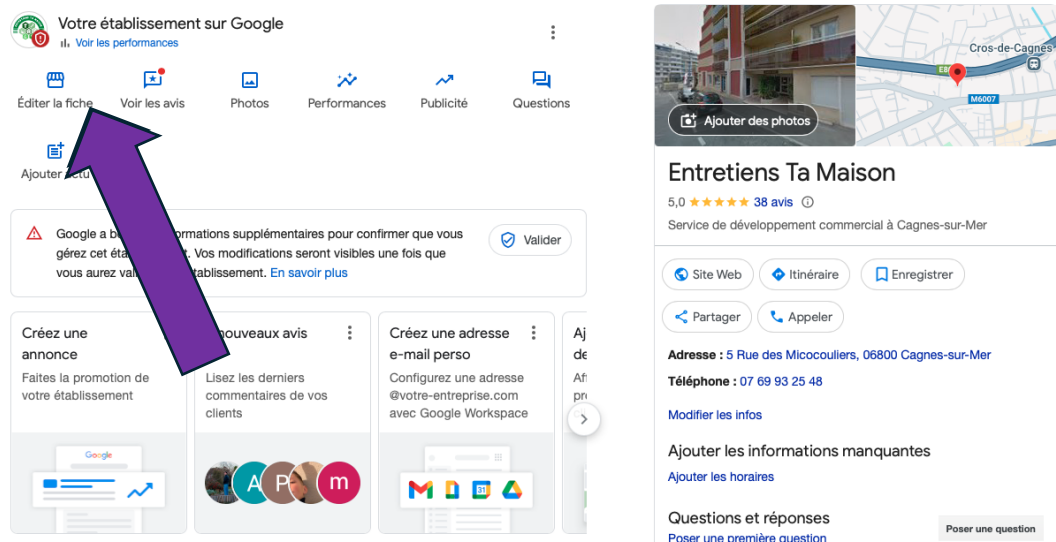 Votre établissement sur Google
Voir les performances
Éditer la fiche
Voir les avis
Photos
Performances
Publicité
Questions
Ajouter
Google a
formations supplémentaires pour confirmer que vous
gérez cet
Vos modifications seront visibles une fois que
vous aurez
En savoir plus
Valider
Créez une
annonce
Faites la promotion de
votre établissement
Google
nouveaux avis
Lisez les derniers
commentaires de vos
clients
A
P
m
Créez une adresse
e-mail perso
Configurez une adresse
@votre-entreprise.com
avec Google Workspace
31
Ajouter des photos
Cros-de-Cagnes
M6007
Entretiens Ta Maison
5,0 ★★★★★ 38 avis
Service de développement commercial à Cagnes-sur-Mer
Site Web
Itinéraire
Enregistrer
Partager
Appeler
Adresse : 5 Rue des Micocouliers, 06800 Cagnes-sur-Mer
Téléphone : 07 69 93 25 48
Modifier les infos
Ajouter les informations manquantes
Ajouter les horaires
Questions et réponses
Poser une première question
Poser une question